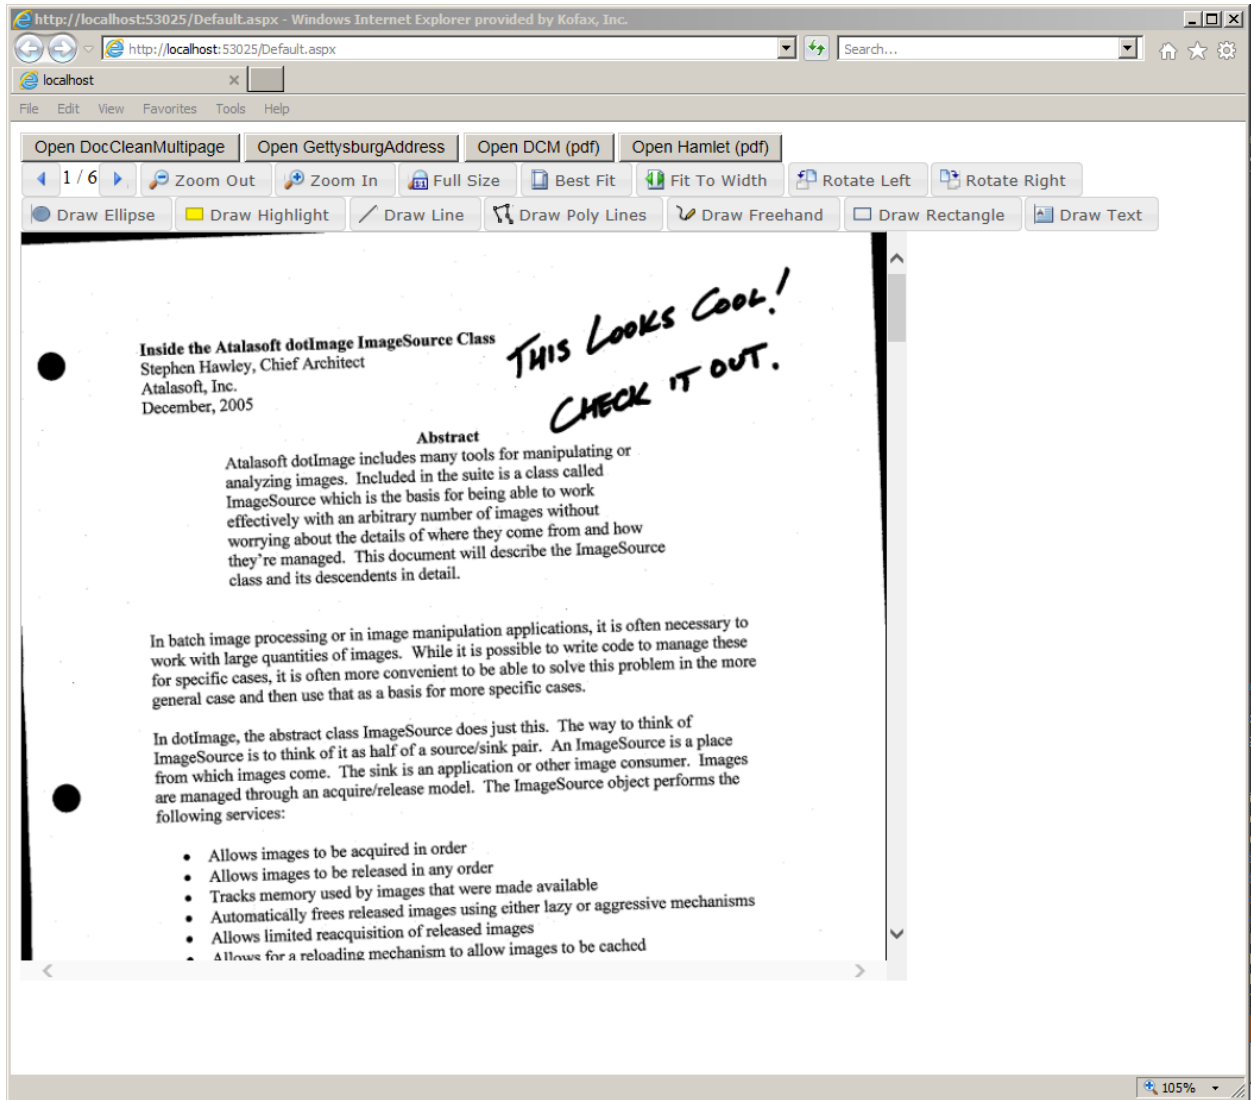 http://localhost:53025/Default.aspx - Windows Internet Explorer provided by Kofax, Inc.
http://localhost:53025/Default.aspx Search...
localhost
File Edit View Favorites Tools Help
Open DocCleanMultipage Open GettysburgAddress Open DCM (pdf) Open Hamlet (pdf)
1 / 6 Zoom Out Zoom In 1:1 Full Size Best Fit Fit To Width Rotate Left Rotate Right
Draw Ellipse Draw Highlight Draw Line Draw Poly Lines Draw Freehand Draw Rectangle Draw Text
THIS LOOKS COOL!
CHECK IT OUT.
Inside the Atalasoft dotImage ImageSource Class
Stephen Hawley, Chief Architect
Atalasoft, Inc.
December, 2005
Abstract
Atalasoft dotImage includes many tools for manipulating or
analyzing images. Included in the suite is a class called
ImageSource which is the basis for being able to work
effectively with an arbitrary number of images without
worrying about the details of where they come from and how
they're managed. This document will describe the ImageSource
class and its descendents in detail.
In batch image processing or in image manipulation applications, it is often necessary to
work with large quantities of images. While it is possible to write code to manage these
for specific cases, it is often more convenient to be able to solve this problem in the more
general case and then use that as a basis for more specific cases.
In dotImage, the abstract class ImageSource does just this. The way to think of
ImageSource is to think of it as half of a source/sink pair. An ImageSource is a place
from which images come. The sink is an application or other image consumer. Images
are managed through an acquire/release model. The ImageSource object performs the
following services:
• Allows images to be acquired in order
• Allows images to be released in any order
• Tracks memory used by images that were made available
• Automatically frees released images using either lazy or aggressive mechanisms
• Allows limited reacquisition of released images
• Allows for a reloading mechanism to allow images to be cached
105%